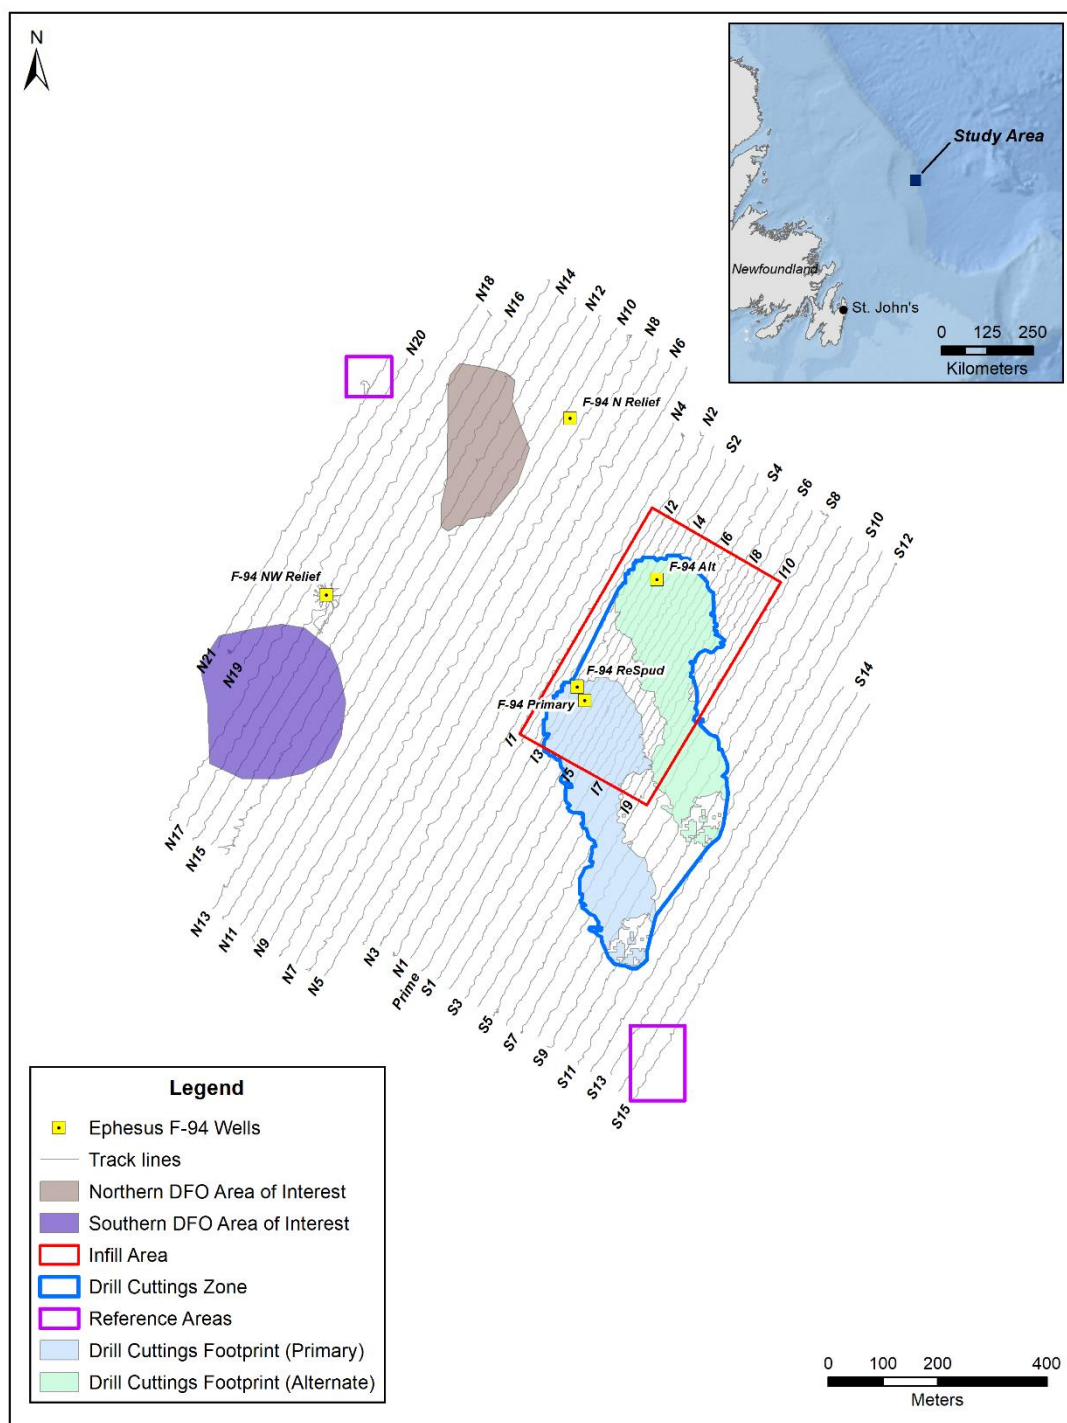 N
Study Area
Newfoundland
St. John's
0 125 250
Kilometers
N18
N16
N14
N12
N10
N8
N6
N20
N4
N2
S2
S4
S6
S8
S10
S12
F-94 N Relief
I2
I4
I6
I8
I10
F-94 Alt
F-94 NW Relief
N21
N19
S14
F-94 ReSpud
F-94 Primary
I1
I3
I5
I7
I9
N17
N15
N13
N11
N9
N7
N5
N3
N1
Prime
S1
S3
S5
S7
S9
S11
S13
S15
Legend
Ephesus F-94 Wells
Track lines
Northern DFO Area of Interest
Southern DFO Area of Interest
Infill Area
Drill Cuttings Zone
Reference Areas
Drill Cuttings Footprint (Primary)
Drill Cuttings Footprint (Alternate)
0 100 200 400
Meters